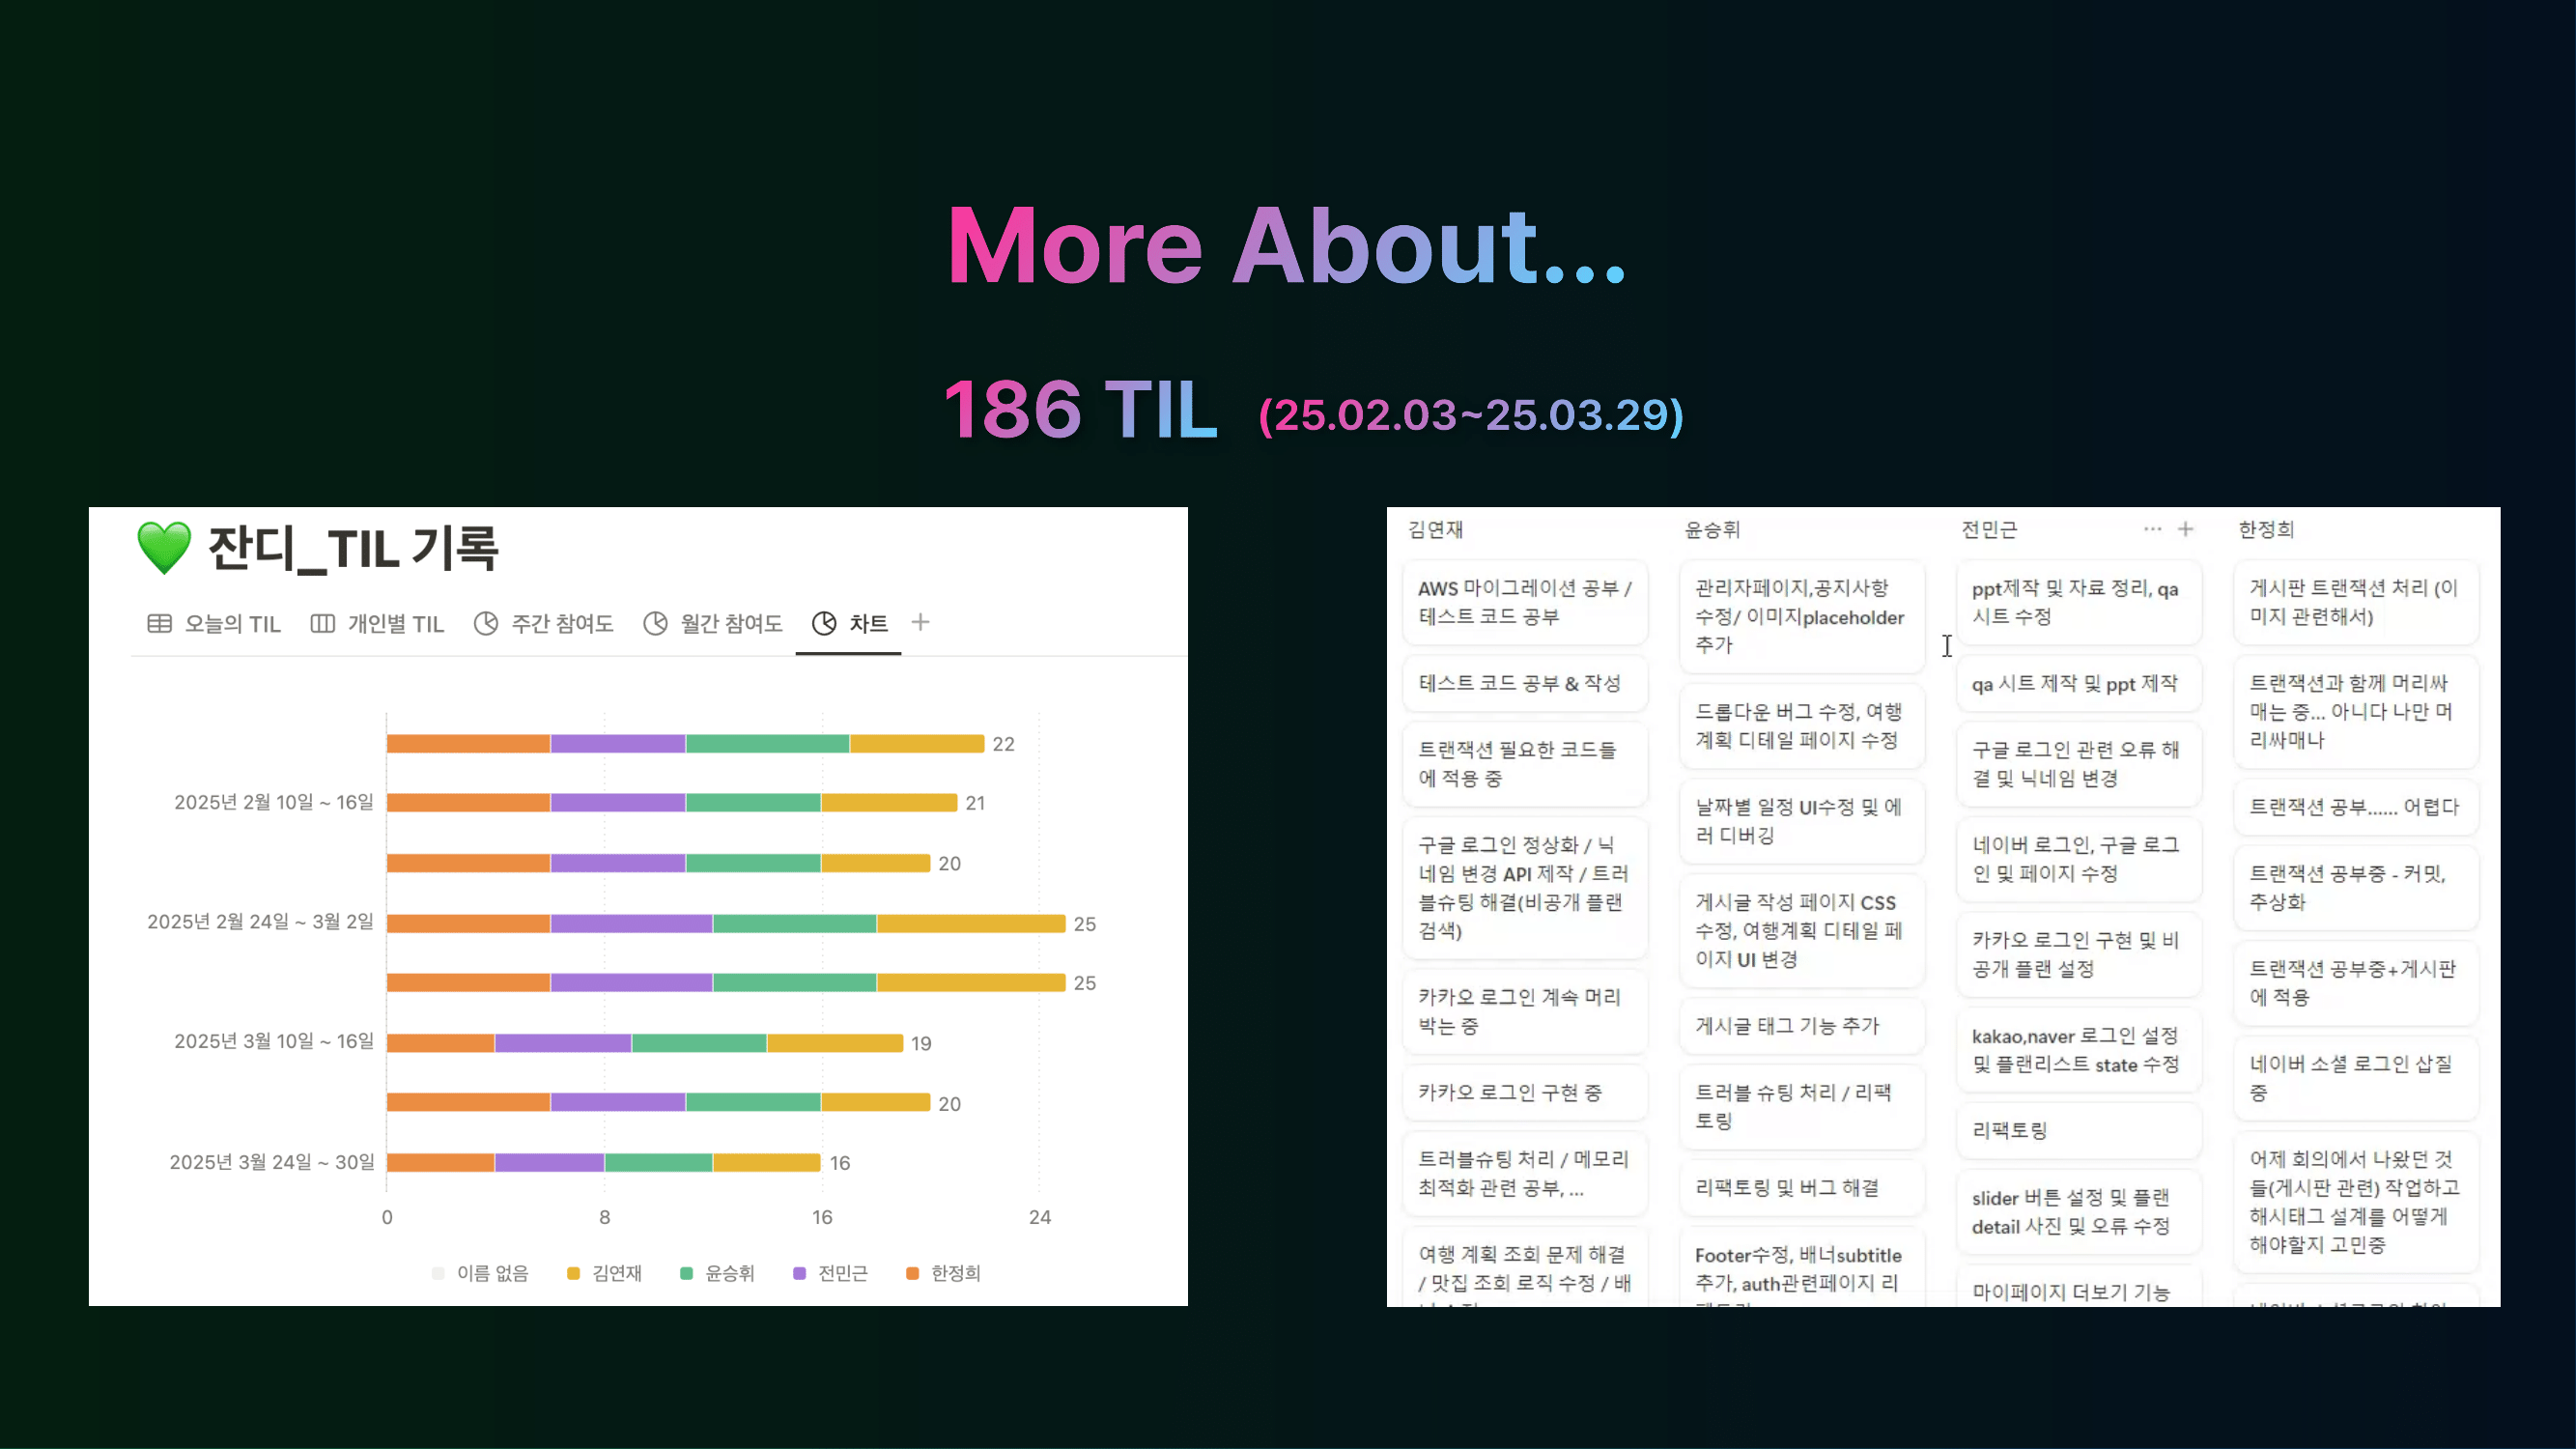 More About...
186 TIL (25.02.03~25.03.29)
💚 잔디_TIL 기록
오늘의 TIL 개인별 TIL 주간 참여도 월간 참여도 차트 +
22
2025년 2월 10일 ~ 16일 21
20
2025년 2월 24일 ~ 3월 2일 25
25
2025년 3월 10일 ~ 16일 19
20
2025년 3월 24일 ~ 30일 16
0 8 16 24
이름 없음 김연재 윤승휘 전민근 한정희
김연재
AWS 마이그레이션 공부 /
테스트 코드 공부
테스트 코드 공부 & 작성
트랜잭션 필요한 코드들
에 적용 중
구글 로그인 정상화 / 닉
네임 변경 API 제작 / 트러
블슈팅 해결(비공개 플랜
검색)
카카오 로그인 계속 머리
박는 중
카카오 로그인 구현 중
트러블슈팅 처리 / 메모리
최적화 관련 공부, ...
여행 계획 조회 문제 해결
/ 맛집 조회 로직 수정 / 배
윤승휘
관리자페이지,공지사항
수정/ 이미지placeholder
추가
드롭다운 버그 수정, 여행
계획 디테일 페이지 수정
날짜별 일정 UI수정 및 에
러 디버깅
게시글 작성 페이지 CSS
수정, 여행계획 디테일 페
이지 UI 변경
게시글 태그 기능 추가
트러블 슈팅 처리 / 리팩
토링
리팩토링 및 버그 해결
Footer수정, 배너subtitle
추가, auth관련페이지 리
전민근 ... +
ppt제작 및 자료 정리, qa
시트 수정
qa 시트 제작 및 ppt 제작
구글 로그인 관련 오류 해
결 및 닉네임 변경
네이버 로그인, 구글 로그
인 및 페이지 수정
카카오 로그인 구현 및 비
공개 플랜 설정
kakao,naver 로그인 설정
및 플랜리스트 state 수정
리팩토링
slider 버튼 설정 및 플랜
detail 사진 및 오류 수정
마이페이지 더보기 기능
한정희
게시판 트랜잭션 처리 (이
미지 관련해서)
트랜잭션과 함께 머리싸
매는 중... 아니다 나만 머
리싸매나
트랜잭션 공부...... 어렵다
트랜잭션 공부중 - 커밋,
추상화
트랜잭션 공부중+게시판
에 적용
네이버 소셜 로그인 삽질
중
어제 회의에서 나왔던 것
들(게시판 관련) 작업하고
해시태그 설계를 어떻게
해야할지 고민중